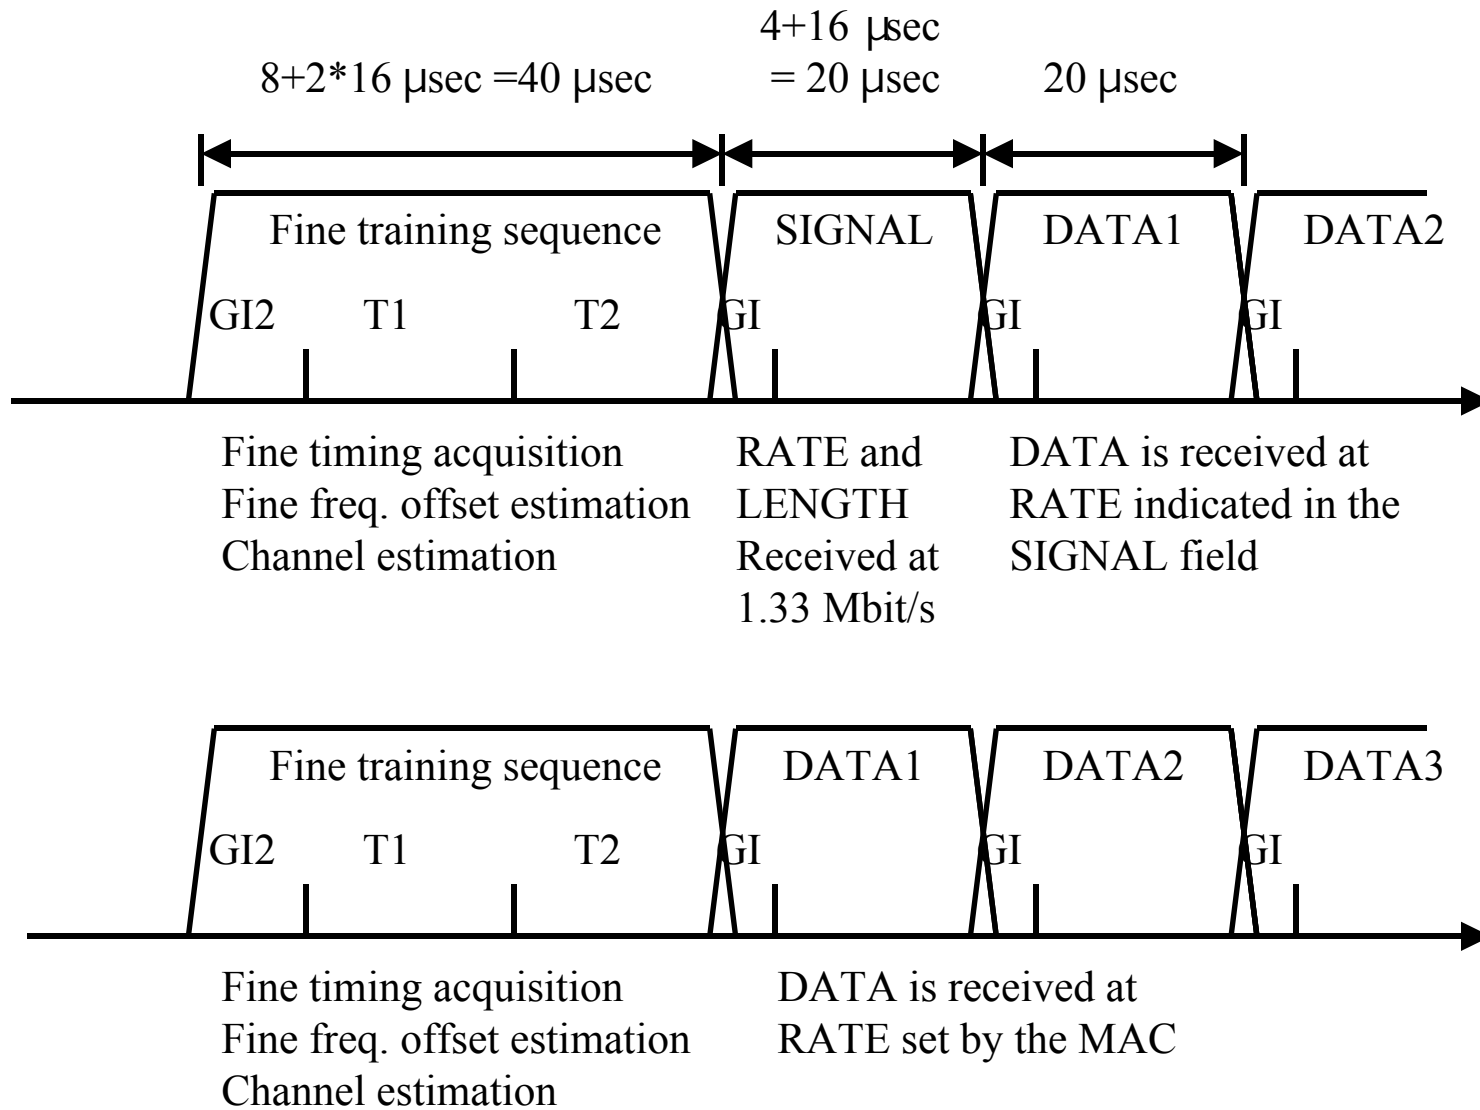 4+16 µsec
8+2*16 µsec =40 µsec
= 20 µsec
20 µsec
Fine training sequence
SIGNAL
DATA1
DATA2
GI2
T1
T2
GI
GI
GI
Fine timing acquisition
Fine freq. offset estimation
Channel estimation
RATE and
LENGTH
Received at
1.33 Mbit/s
DATA is received at
RATE indicated in the
SIGNAL field
Fine training sequence
DATA1
DATA2
DATA3
GI2
T1
T2
GI
GI
GI
Fine timing acquisition
Fine freq. offset estimation
Channel estimation
DATA is received at
RATE set by the MAC